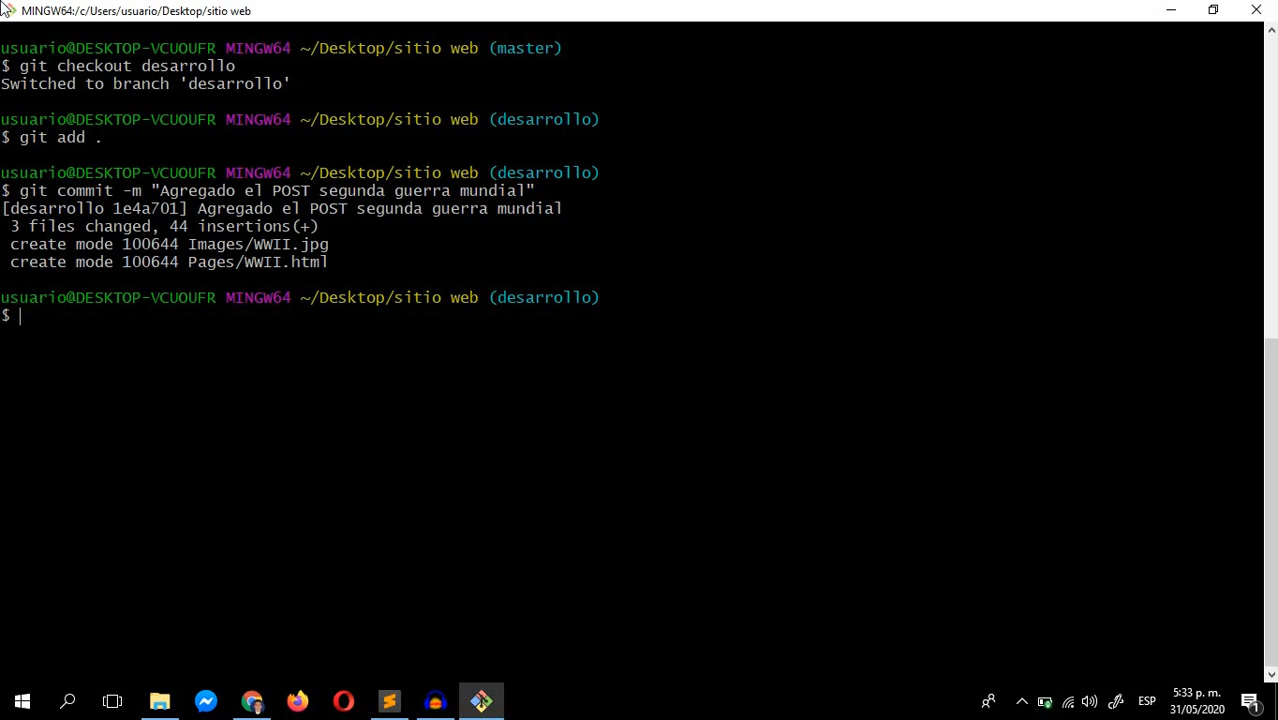 MINGW64:/c/Users/usuario/Desktop/sitio web
usuario@DESKTOP-VCUOUFR MINGW64 ~/Desktop/sitio web (master)
$ git checkout desarrollo
Switched to branch 'desarrollo'
usuario@DESKTOP-VCUOUFR MINGW64 ~/Desktop/sitio web (desarrollo)
$ git add .
usuario@DESKTOP-VCUOUFR MINGW64 ~/Desktop/sitio web (desarrollo)
$ git commit -m "Agregado el POST segunda guerra mundial"
[desarrollo 1e4a701] Agregado el POST segunda guerra mundial
3 files changed, 44 insertions(+)
create mode 100644 Images/WWII.jpg
create mode 100644 Pages/WWII.html
usuario@DESKTOP-VCUOUFR MINGW64 ~/Desktop/sitio web (desarrollo)
$
ESP
5:33 p. m.
31/05/2020
1